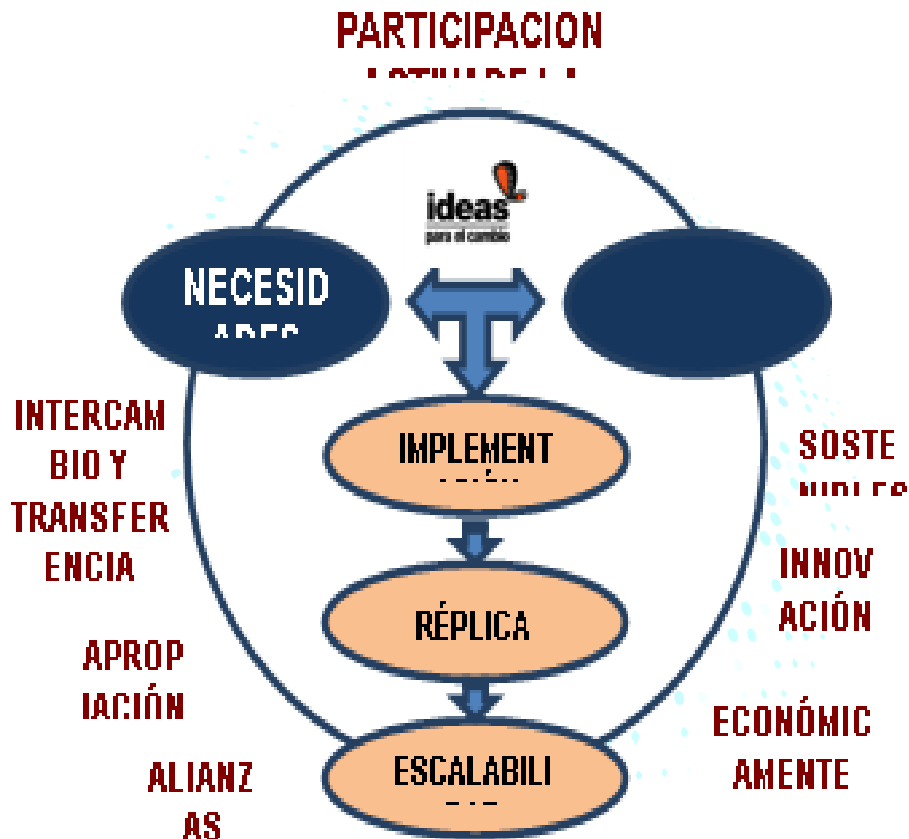 PARTICIPACION
ideas
para el cambio
NECESID
INTERCAM
BIO Y
TRANSFER
ENCIA
IMPLEMENT
SOSTE
INNOV
ACIÓN
RÉPLICA
APROP
IACIÓN
ECONÓMIC
AMENTE
ALIANZ
AS
ESCALABILI